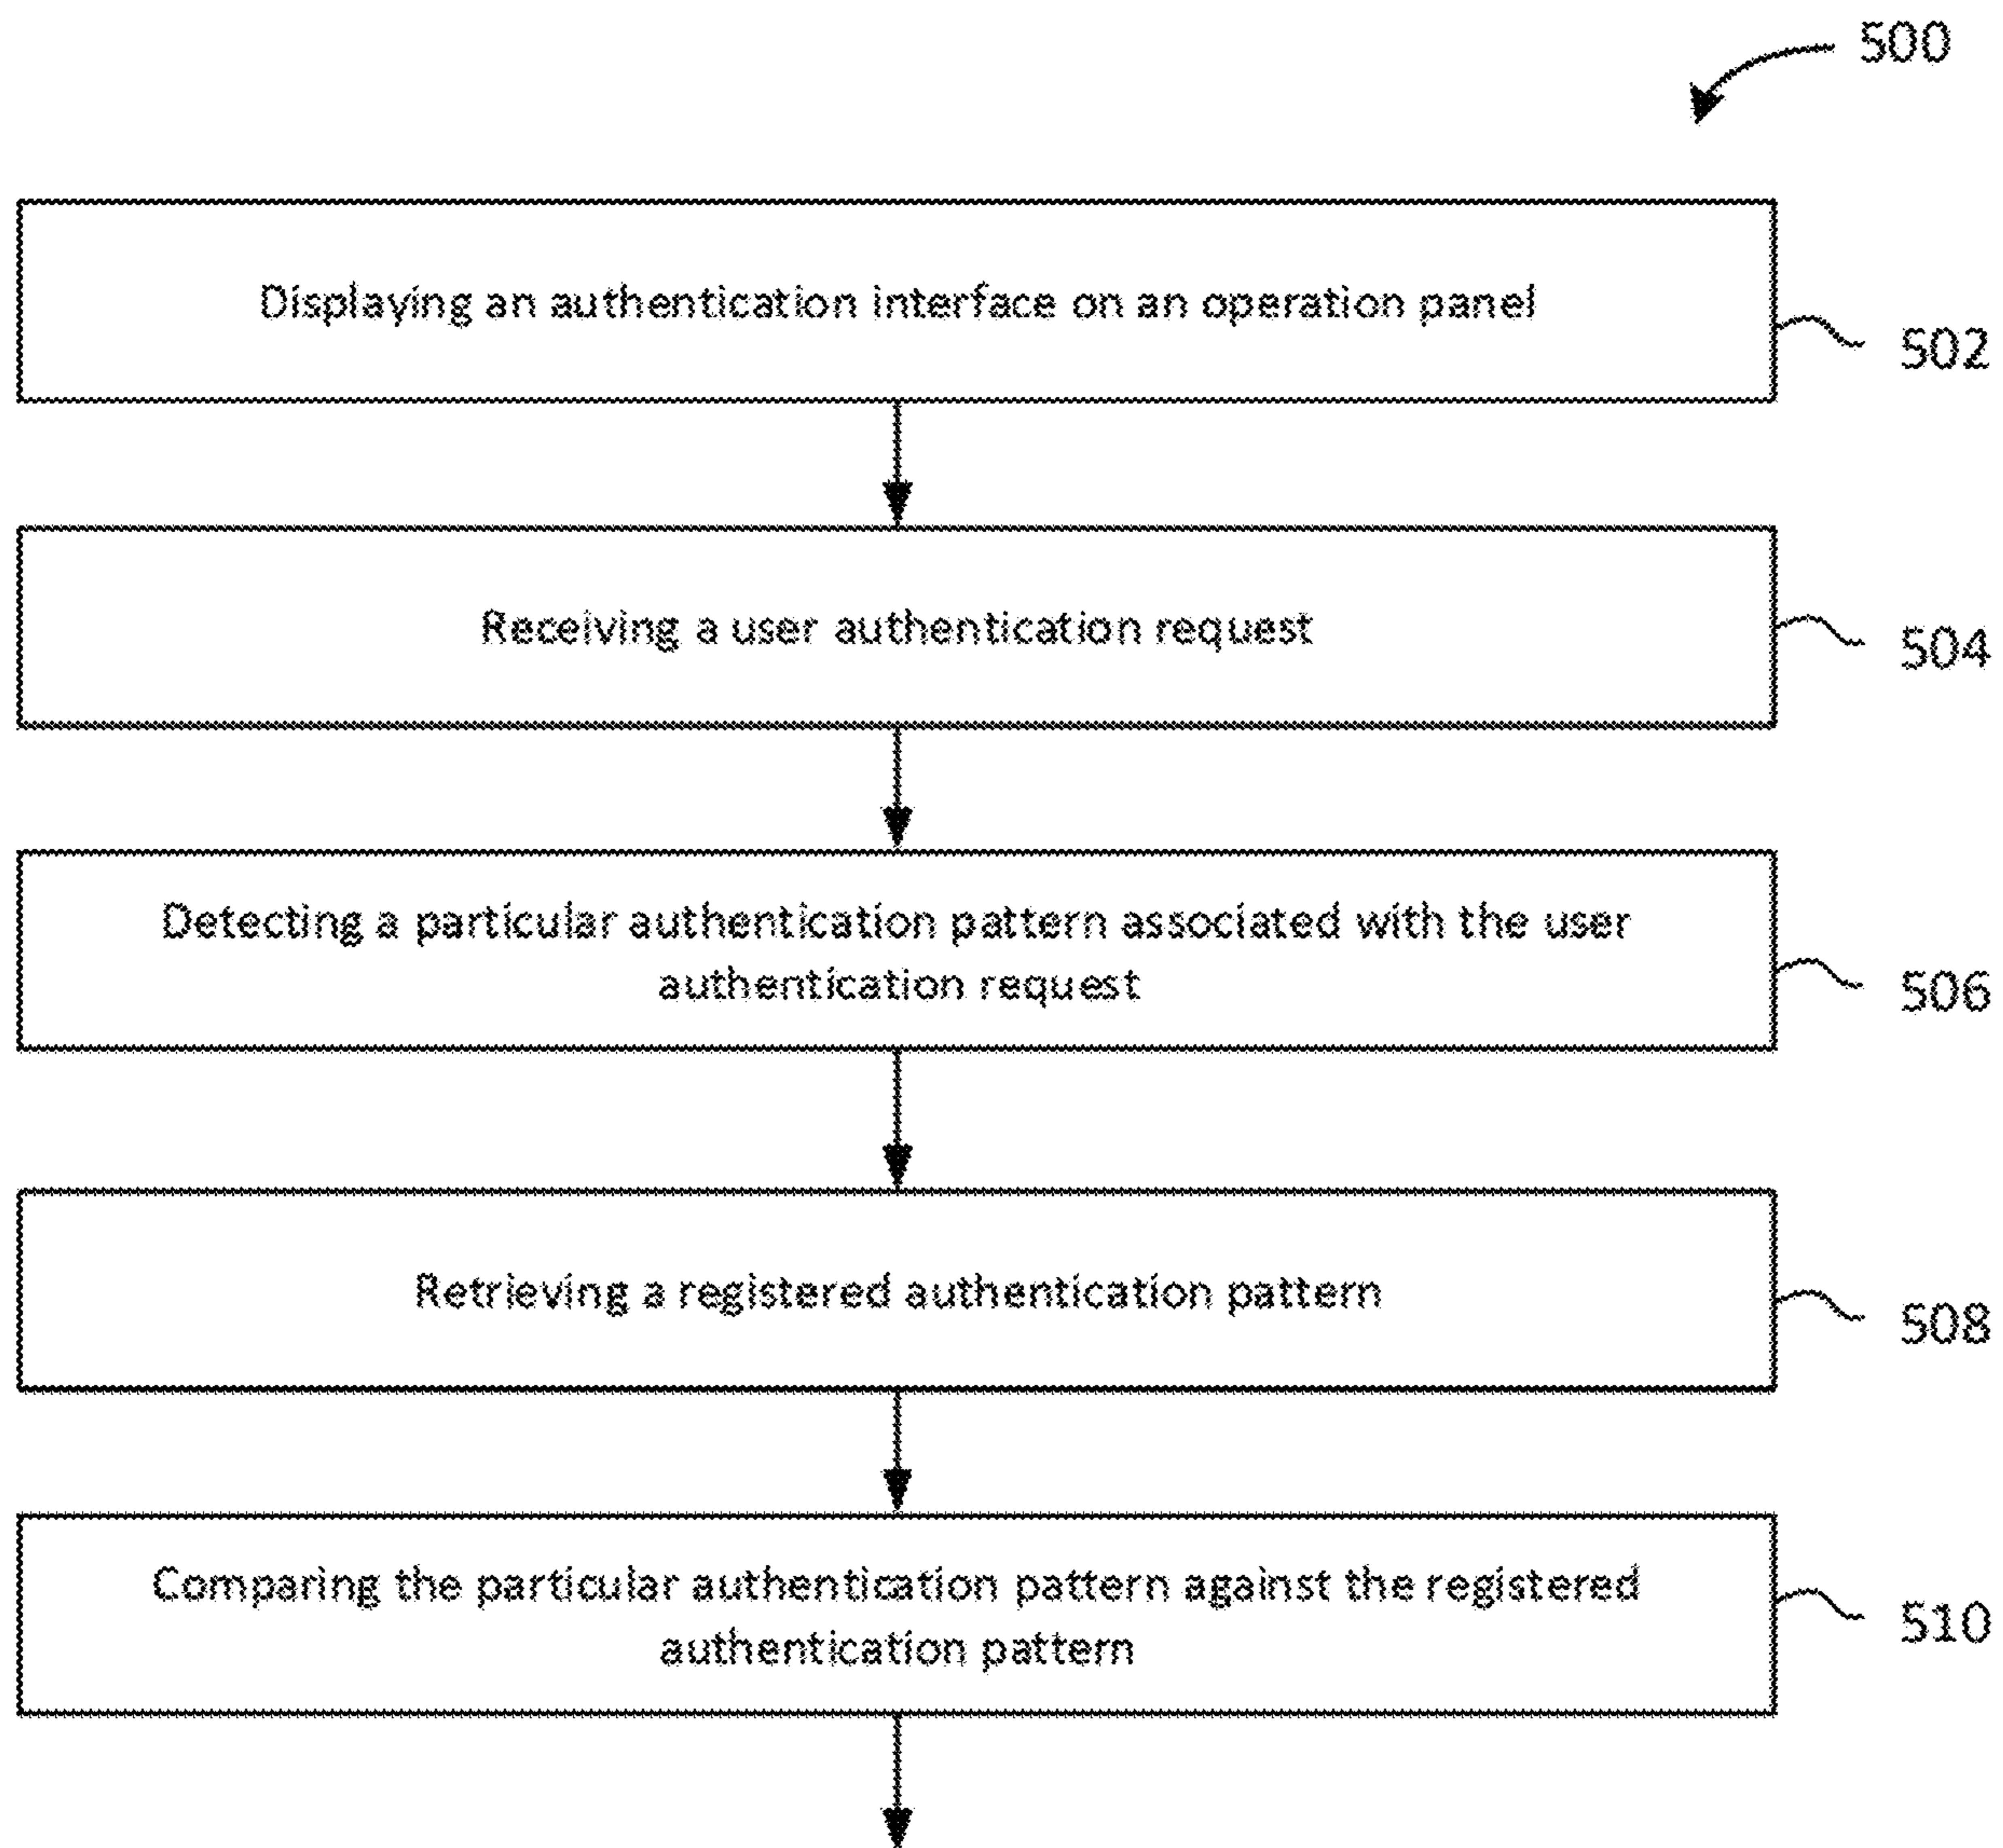 500
Displaying an authentication interface on an operation panel
502
Receiving a user authentication request
504
Detecting a particular authentication pattern associated with the user
authentication request
506
Retrieving a registered authentication pattern
508
Comparing the particular authentication pattern against the registered
authentication pattern
510